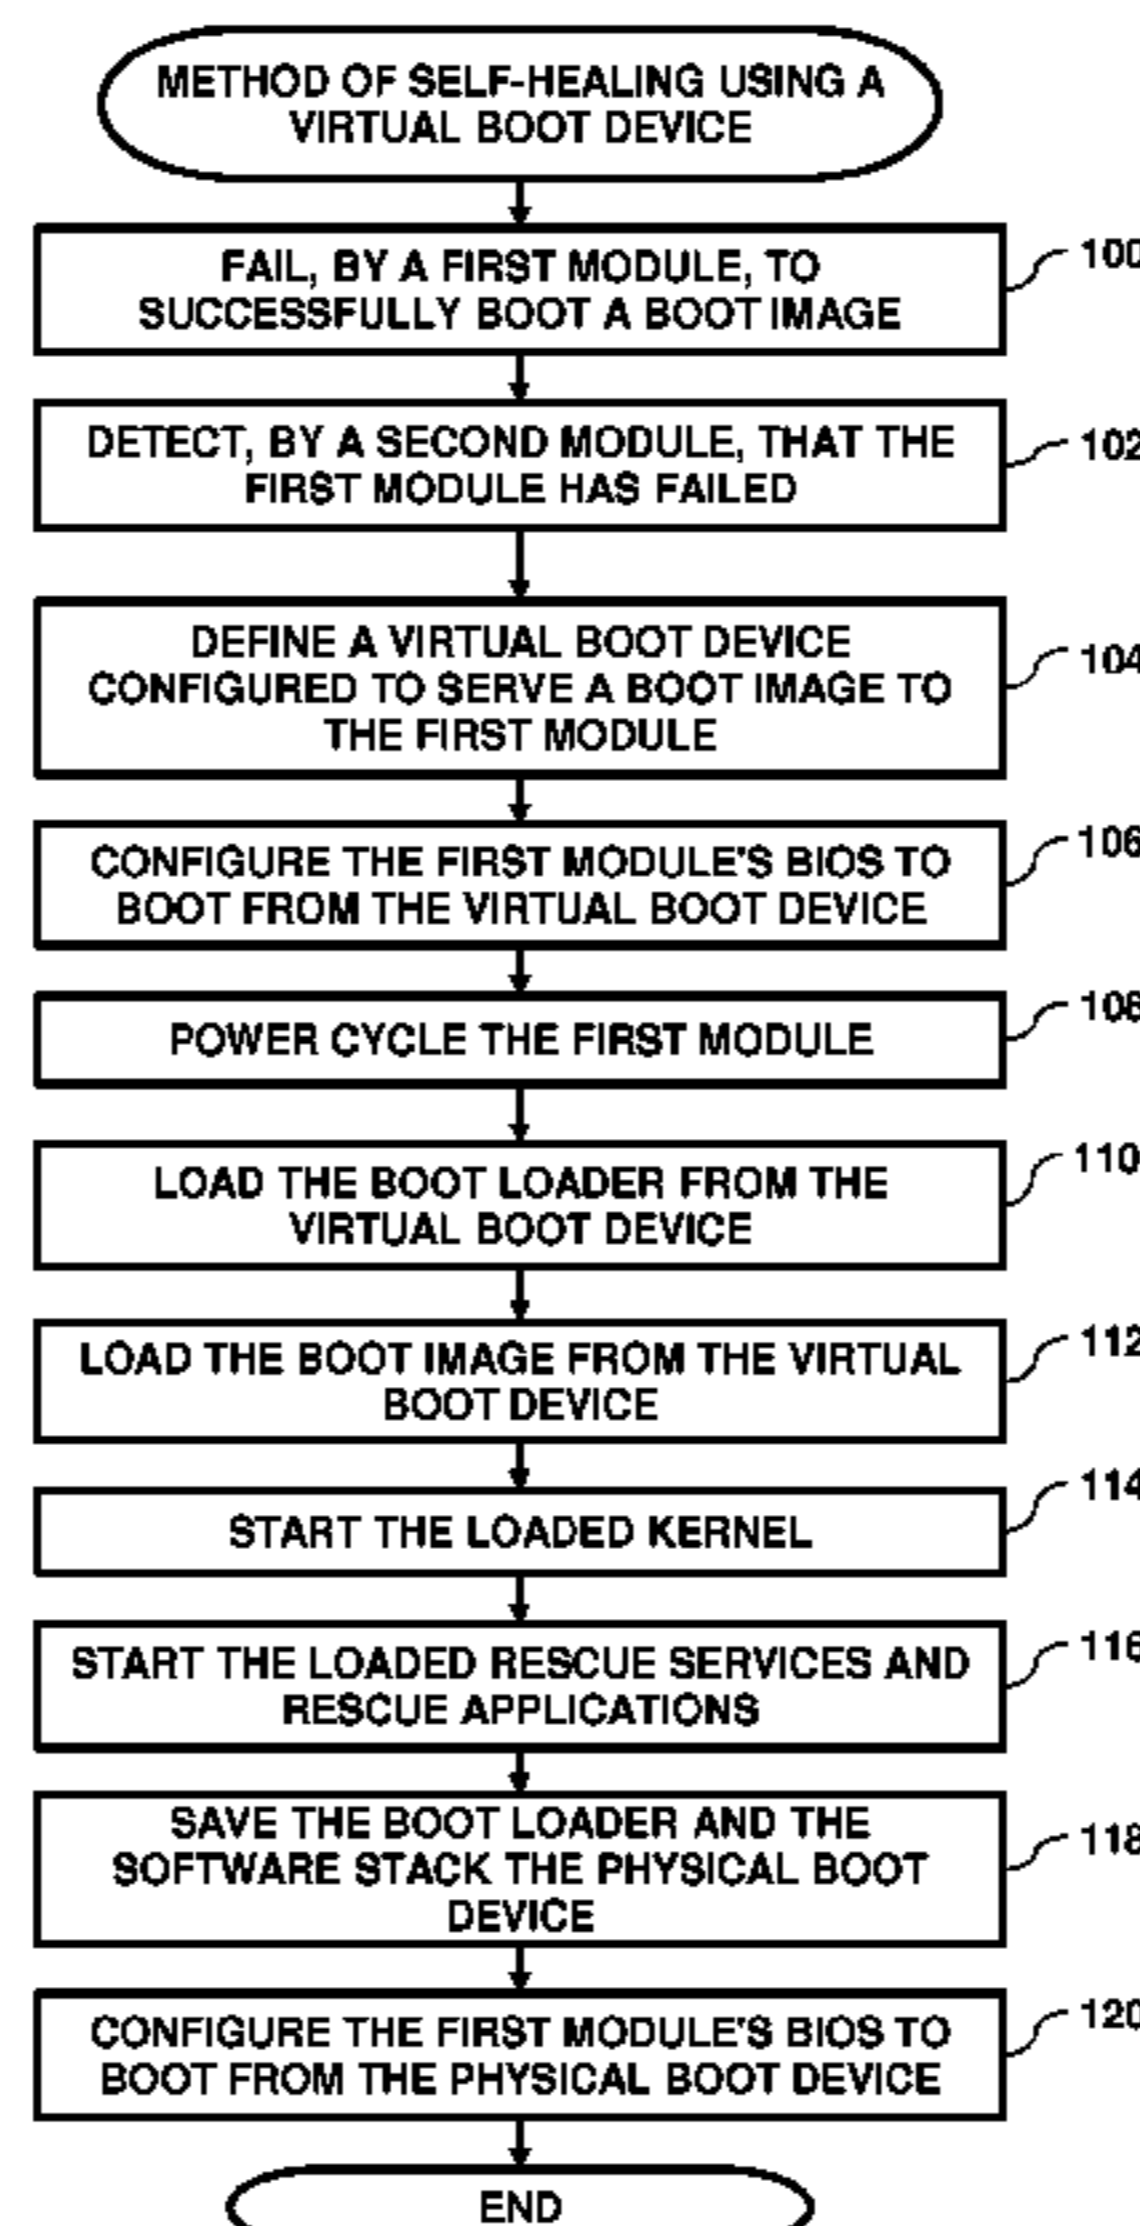 METHOD OF SELF-HEALING USING A
VIRTUAL BOOT DEVICE
FAIL, BY A FIRST MODULE, TO
SUCCESSFULLY BOOT A BOOT IMAGE
100
DETECT, BY A SECOND MODULE, THAT THE
FIRST MODULE HAS FAILED
102
DEFINE A VIRTUAL BOOT DEVICE
CONFIGURED TO SERVE A BOOT IMAGE TO
THE FIRST MODULE
104
CONFIGURE THE FIRST MODULE'S BIOS TO
BOOT FROM THE VIRTUAL BOOT DEVICE
106
POWER CYCLE THE FIRST MODULE
108
LOAD THE BOOT LOADER FROM THE
VIRTUAL BOOT DEVICE
110
LOAD THE BOOT IMAGE FROM THE VIRTUAL
BOOT DEVICE
112
START THE LOADED KERNEL
114
START THE LOADED RESCUE SERVICES AND
RESCUE APPLICATIONS
116
SAVE THE BOOT LOADER AND THE
SOFTWARE STACK THE PHYSICAL BOOT
DEVICE
118
CONFIGURE THE FIRST MODULE'S BIOS TO
BOOT FROM THE PHYSICAL BOOT DEVICE
120
END